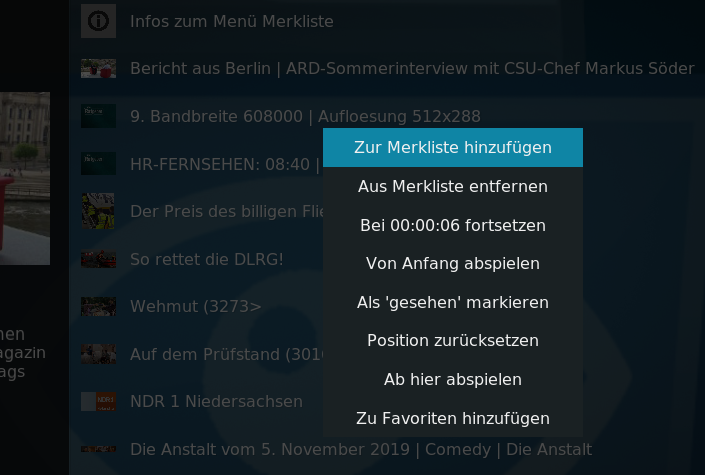 Infos zum Menü Merkliste
Bericht aus Berlin | ARD-Sommerinterview mit CSU-Chef Markus Söder
9. Bandbreite 608000 | Aufloesung 512x288
HR-FERNSEHEN: 08:40 |
Der Preis des billigen Flie
So rettet die DLRG!
Wehmut (3273>
Auf dem Prüfstand (3010
NDR 1 Niedersachsen
Die Anstalt vom 5. November 2019 | Comedy | Die Anstalt
Zur Merkliste hinzufügen
Aus Merkliste entfernen
Bei 00:00:06 fortsetzen
Von Anfang abspielen
Als 'gesehen' markieren
Position zurücksetzen
Ab hier abspielen
Zu Favoriten hinzufügen
nen
agazin
ags